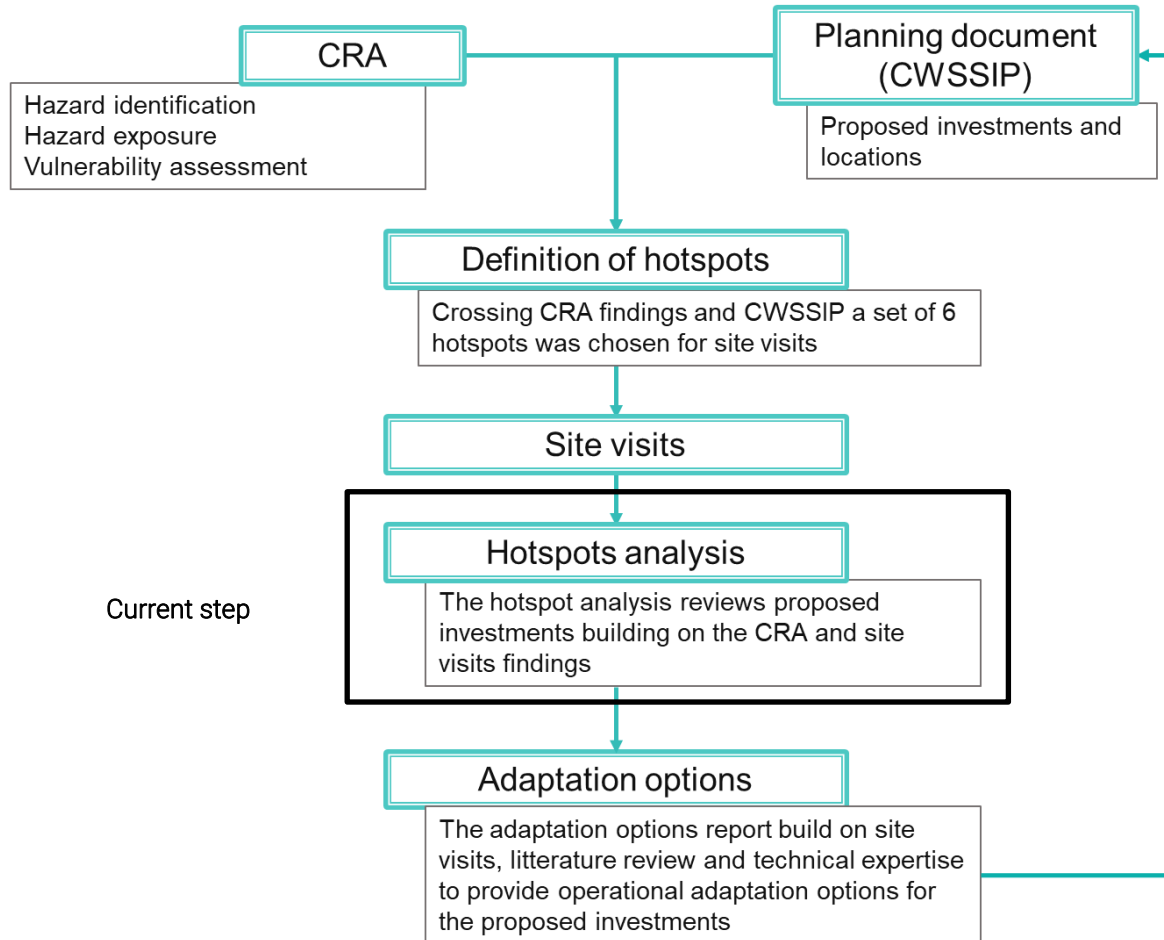 CRA
Hazard identification
Hazard exposure
Vulnerability assessment
Planning document
(CWSSIP)
Proposed investments and
locations
Definition of hotspots
Crossing CRA findings and CWSSIP a set of 6
hotspots was chosen for site visits
Site visits
Current step
Hotspots analysis
The hotspot analysis reviews proposed
investments building on the CRA and site
visits findings
Adaptation options
The adaptation options report build on site
visits, litterature review and technical expertise
to provide operational adaptation options for
the proposed investments